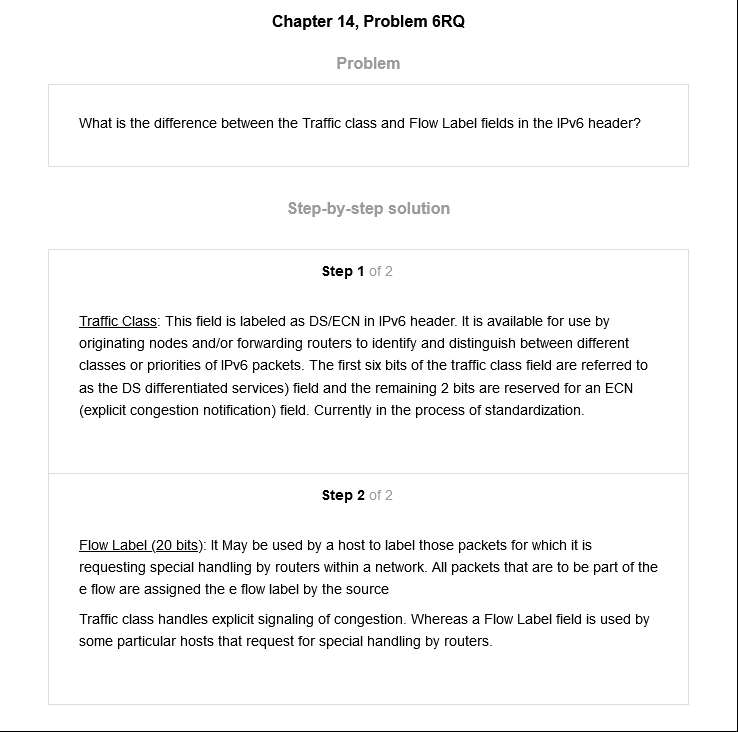 Chapter 14, Problem 6RQ
Problem
What is the difference between the Traffic class and Flow Label fields in the IPv6 header?
Step-by-step solution
Step 1 of 2
Traffic Class: This field is labeled as DS/ECN in IPv6 header. It is available for use by
originating nodes and/or forwarding routers to identify and distinguish between different
classes or priorities of IPv6 packets. The first six bits of the traffic class field are referred to
as the DS differentiated services) field and the remaining 2 bits are reserved for an ECN
(explicit congestion notification) field. Currently in the process of standardization.
Step 2 of 2
Flow Label (20 bits): It May be used by a host to label those packets for which it is
requesting special handling by routers within a network. All packets that are to be part of the
e flow are assigned the e flow label by the source
Traffic class handles explicit signaling of congestion. Whereas a Flow Label field is used by
some particular hosts that request for special handling by routers.